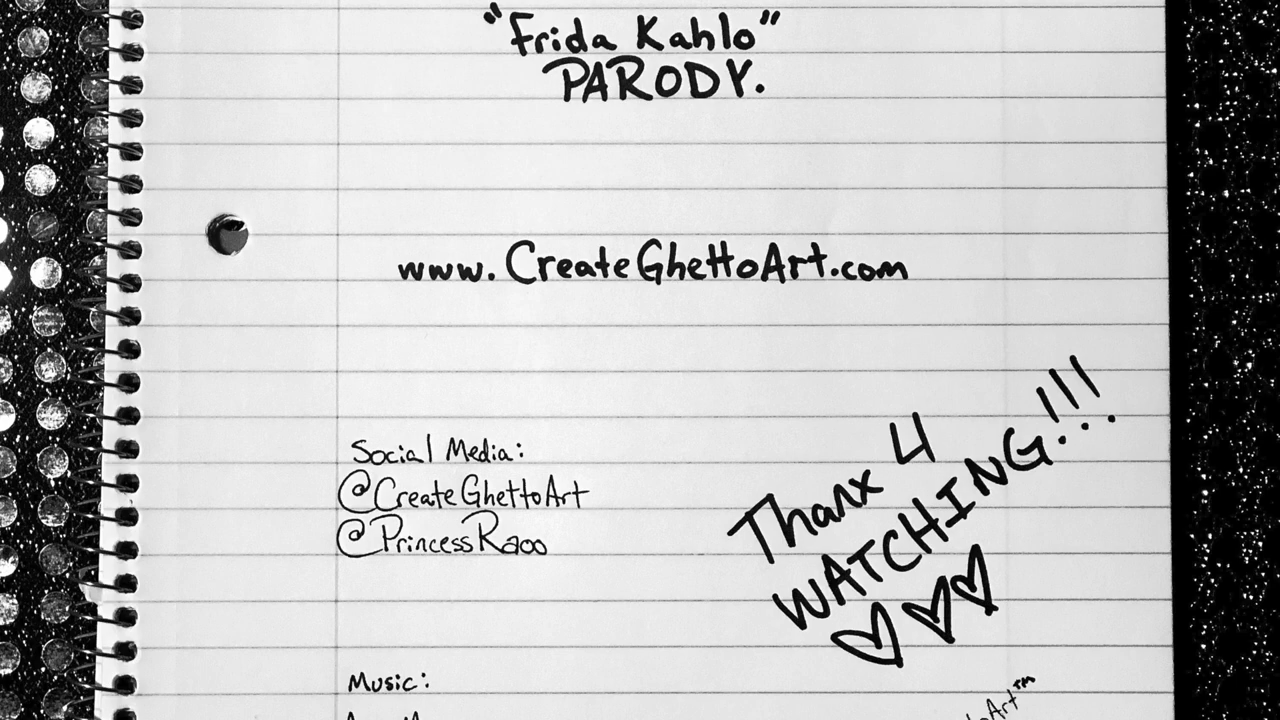 "Frida Kahlo"
PARODY.
www.CreateGhettoArt.com
Social Media:
@CreateGhettoArt
@PrincessRaoo
Thanx 4
WATCHING!!!
Music: